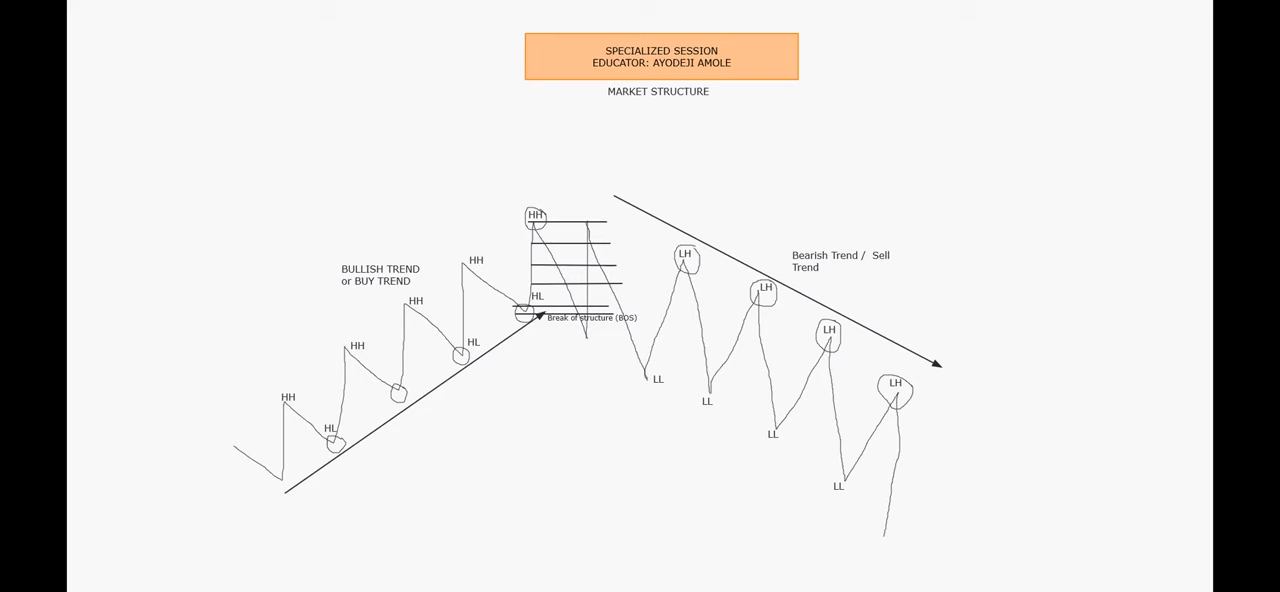 SPECIALIZED SESSION
EDUCATOR: AYODEJI AMOLE
MARKET STRUCTURE
HH
BULLISH TREND
or BUY TREND
HH
HH
HH
HH
HL
HL
HL
Break of structure (BOS)
Bearish Trend / Sell
Trend
LH
LH
LH
LH
LL
LL
LL
LL